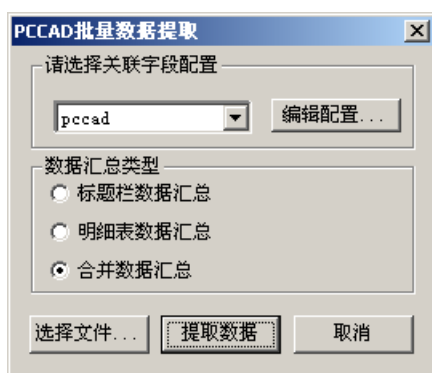 PCCAD批量数据提取
请选择关联字段配置
pccad
编辑配置...
数据汇总类型
标题栏数据汇总
明细表数据汇总
合并数据汇总
选择文件...
提取数据
取消